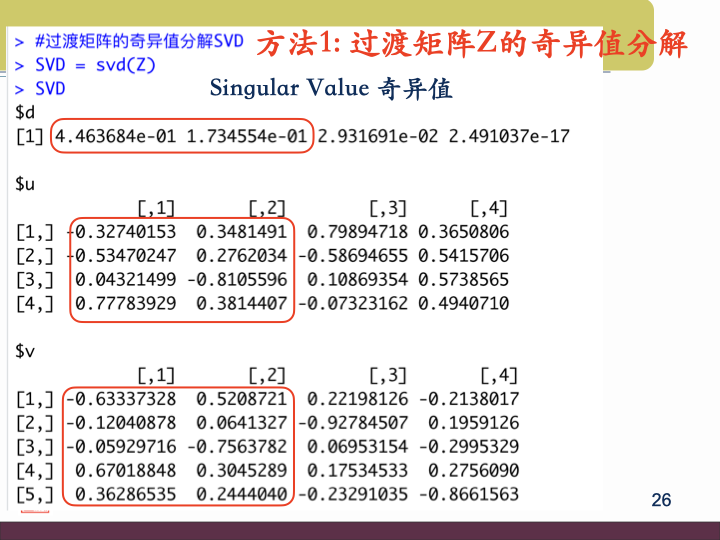 方法1: 过渡矩阵Z的奇异值分解
> #过渡矩阵的奇异值分解SVD
> SVD = svd(Z)
> SVD
Singular Value 奇异值
$d
[1] 4.463684e-01 1.734554e-01 2.931691e-02 2.491037e-17
$u
[,1] [,2] [,3] [,4]
[1,] -0.32740153 0.3481491 0.79894718 0.3650806
[2,] -0.53470247 0.2762034 -0.58694655 0.5415706
[3,] 0.04321499 -0.8105596 0.10869354 0.5738565
[4,] 0.77783929 0.3814407 -0.07323162 0.4940710
$v
[,1] [,2] [,3] [,4]
[1,] -0.63337328 0.5208721 0.22198126 -0.2138017
[2,] -0.12040878 0.0641327 -0.92784507 0.1959126
[3,] -0.05929716 -0.7563782 0.06953154 -0.2995329
[4,] 0.67018848 0.3045289 0.17534533 0.2756090
[5,] 0.36286535 0.2444040 -0.23291035 -0.8661563
26